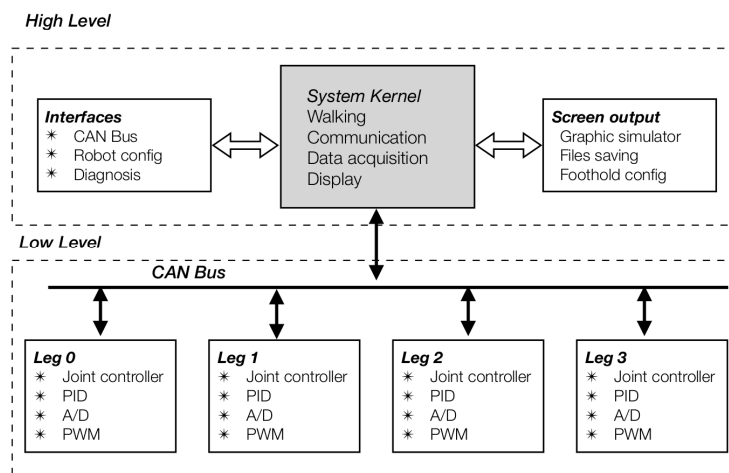 High Level
Interfaces
✴ CAN Bus
✴ Robot config
✴ Diagnosis
System Kernel
Walking
Communication
Data acquisition
Display
Screen output
Graphic simulator
Files saving
Foothold config
Low Level
CAN Bus
Leg 0
✴ Joint controller
✴ PID
✴ A/D
✴ PWM
Leg 1
✴ Joint controller
✴ PID
✴ A/D
✴ PWM
Leg 2
✴ Joint controller
✴ PID
✴ A/D
✴ PWM
Leg 3
✴ Joint controller
✴ PID
✴ A/D
✴ PWM